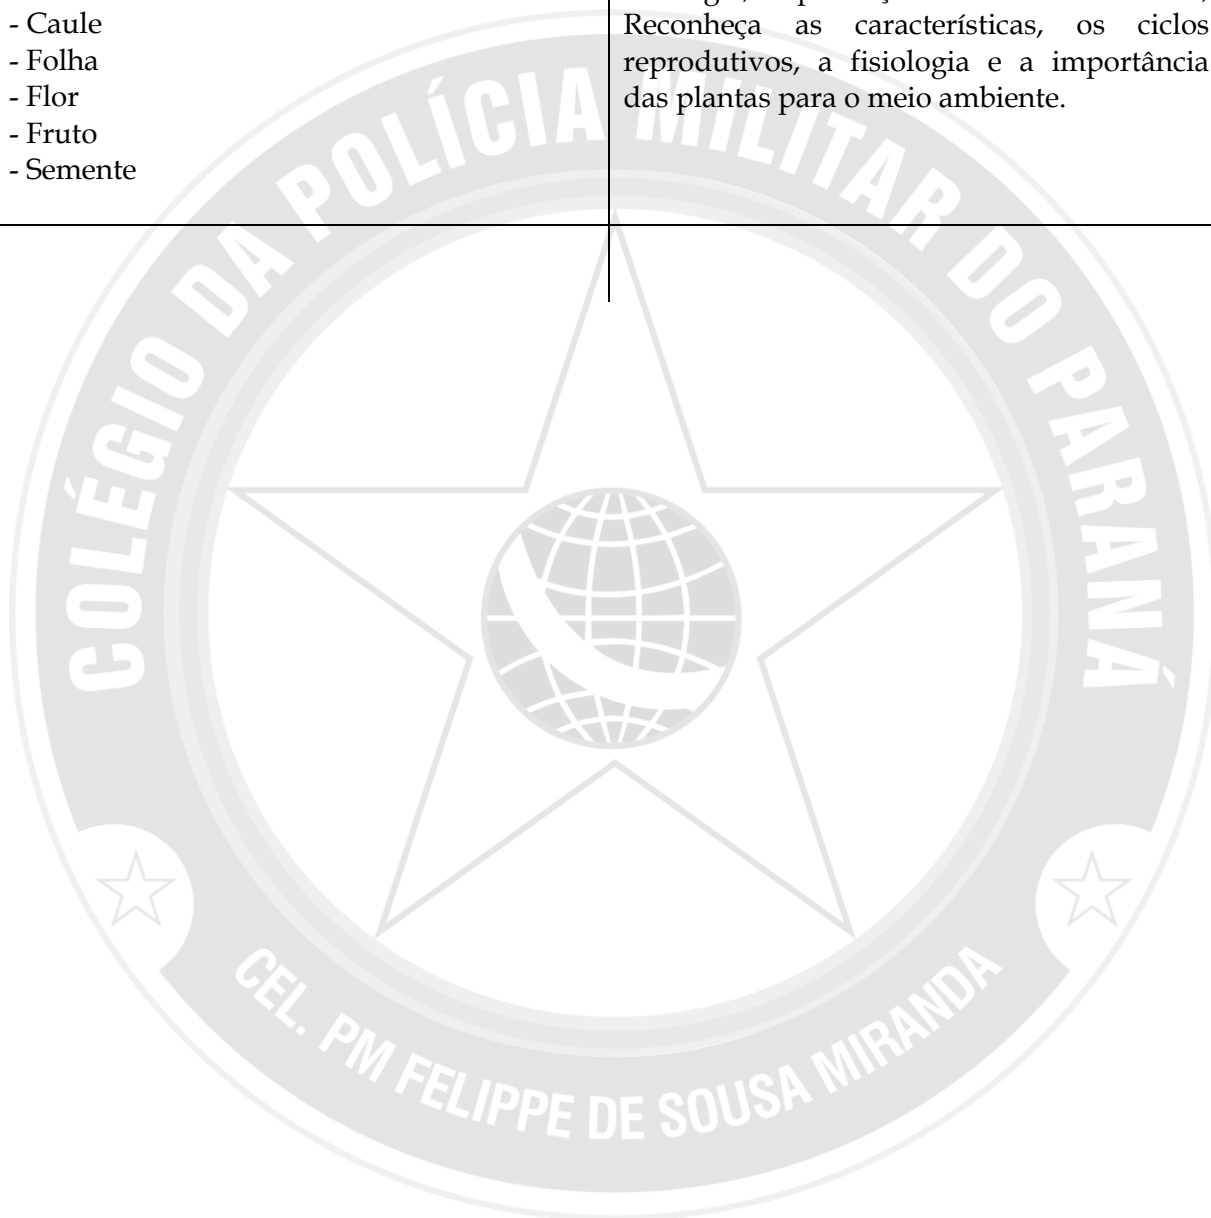 - Caule
- Folha
- Flor
- Fruto
- Semente
Reconheça as características, os ciclos
reprodutivos, a fisiologia e a importância
das plantas para o meio ambiente.
COLÉGIO DA POLÍCIA MILITAR DO PARANÁ
CEL. PM FELIPPE DE SOUSA MIRANDA